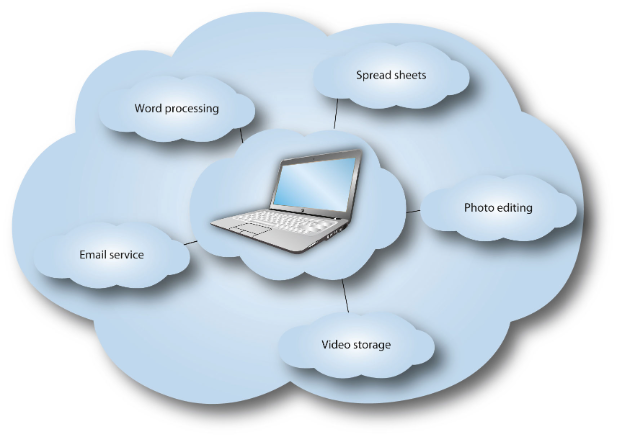 Spread sheets
Word processing
Photo editing
Email service
Video storage